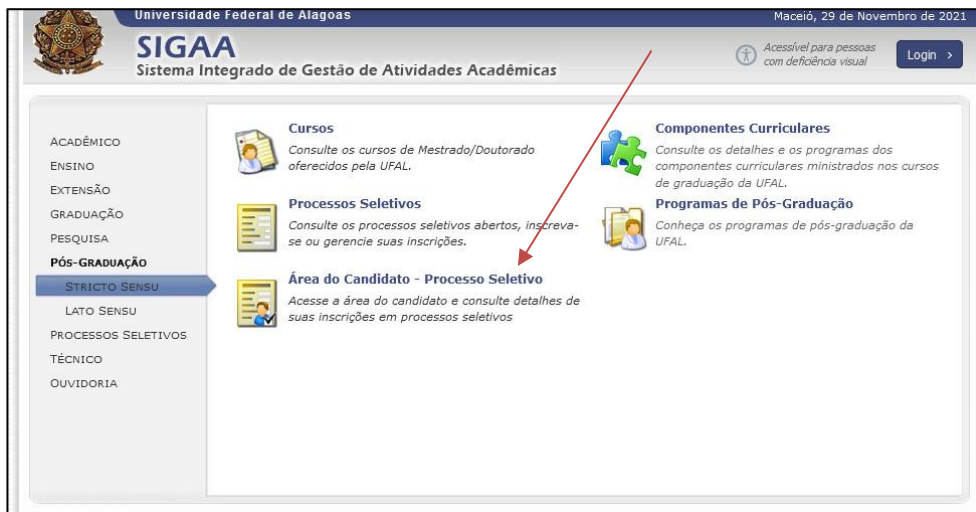 Universidade Federal de Alagoas
Maceió, 29 de Novembro de 2021
SIGAA
Sistema Integrado de Gestão de Atividades Acadêmicas
Acessível para pessoas
com deficiência visual
Login >
ACADÊMICO
ENSINO
EXTENSÃO
GRADUAÇÃO
PESQUISA
PÓS-GRADUAÇÃO
STRICTO SENSU
LATO SENSU
PROCESSOS SELETIVOS
TÉCNICO
OUVIDORIA
Cursos
Consulte os cursos de Mestrado/Doutorado
oferecidos pela UFAL.
Componentes Curriculares
Consulte os detalhes e os programas dos
componentes curriculares ministrados nos cursos
de graduação da UFAL.
Processos Seletivos
Consulte os processos seletivos abertos, inscreva-
se ou gerencie suas inscrições.
Programas de Pós-Graduação
Conheça os programas de pós-graduação da
UFAL.
Área do Candidato - Processo Seletivo
Acesse a área do candidato e consulte detalhes de
suas inscrições em processos seletivos